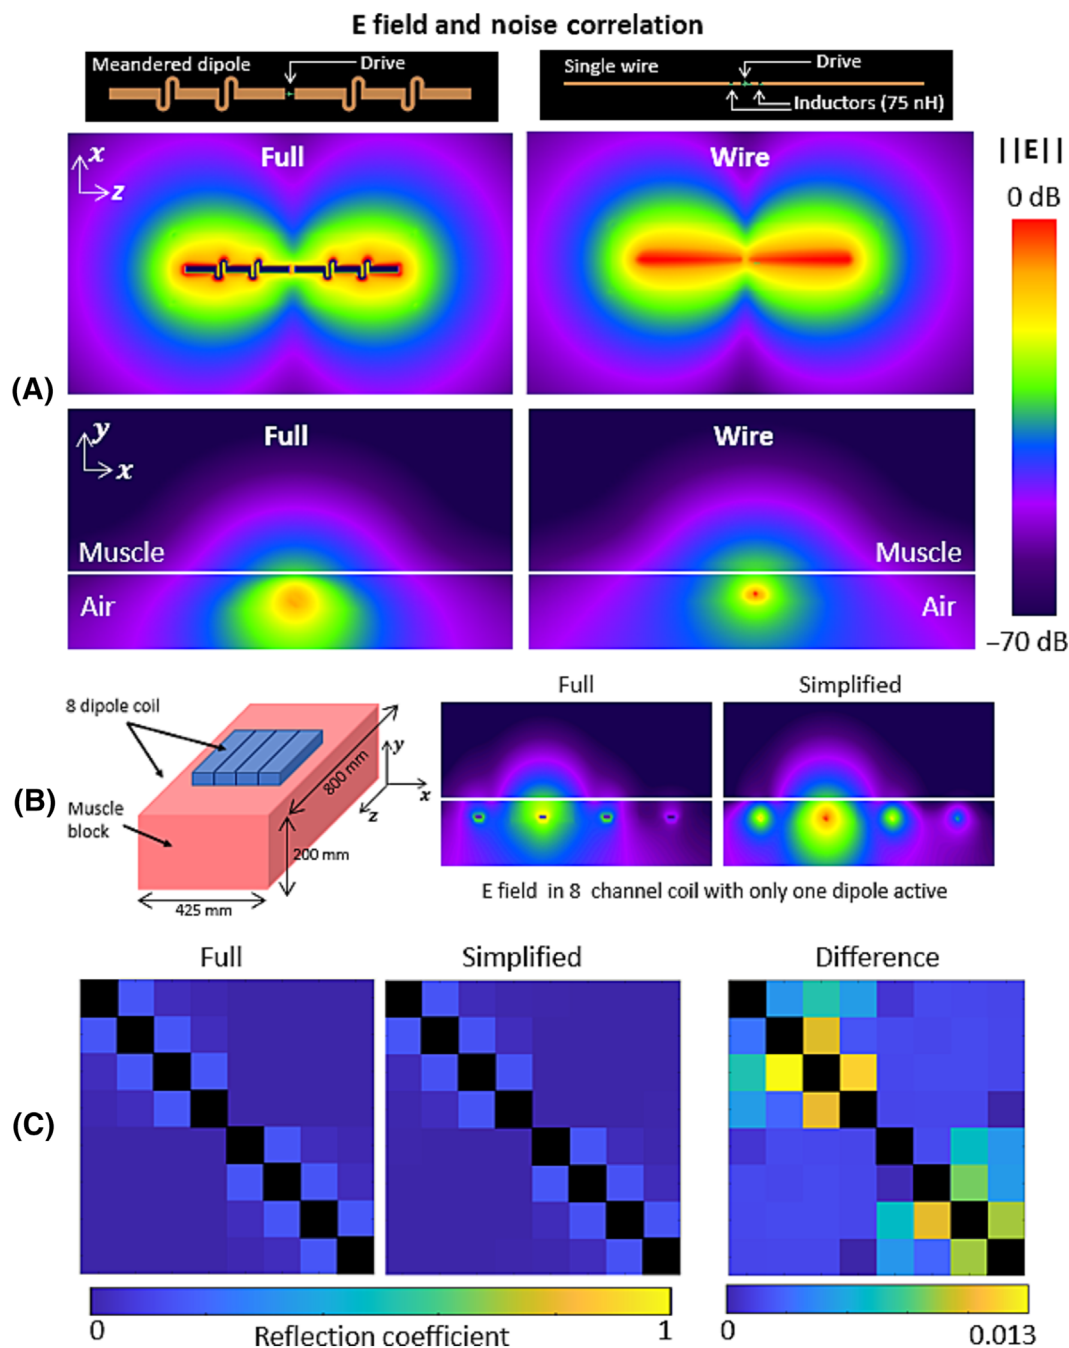 E field and noise correlation
Meandered dipole
Drive
Single wire
Drive
Inductors (75 nH)
(A)
x
z
Full
Wire
||E||
0 dB
y
x
Full
Wire
Muscle
Air
Muscle
Air
−70 dB
(B)
8 dipole coil
Muscle
block
800 mm
200 mm
425 mm
y
x
z
Full
Simplified
E field in 8 channel coil with only one dipole active
(C)
Full
Simplified
Difference
0
Reflection coefficient
1
0
0.013